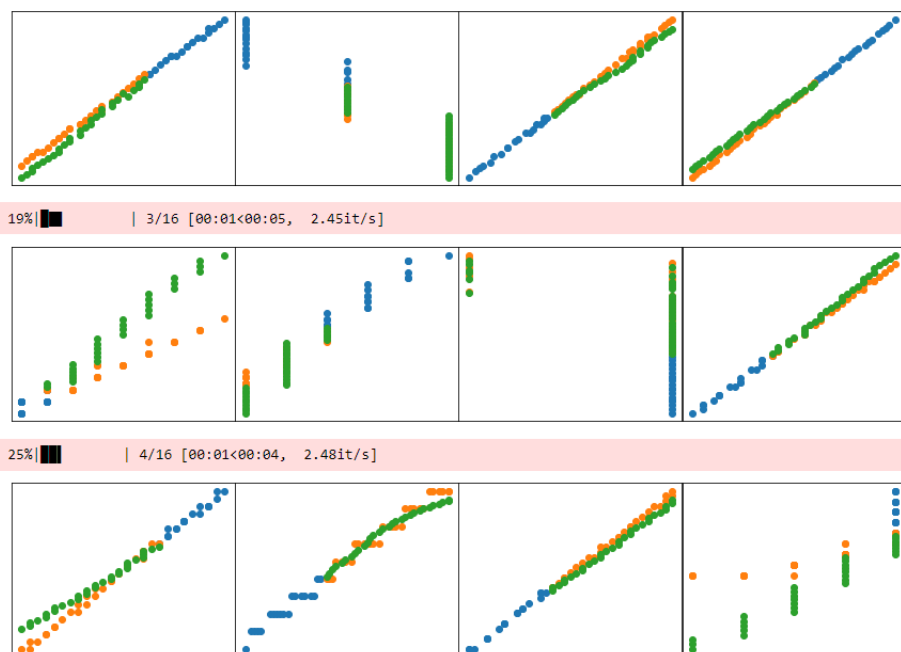 19%|██ | 3/16 [00:01<00:05, 2.45it/s]
25%|██ | 4/16 [00:01<00:04, 2.48it/s]